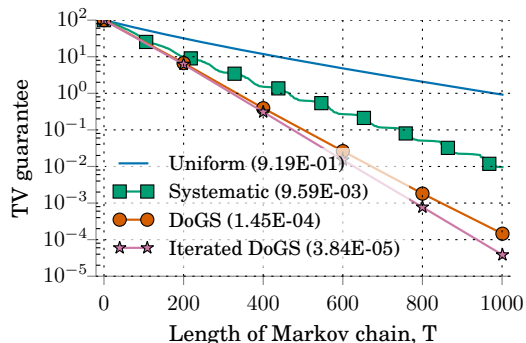 10^2
10^1
10^0
10^−1
10^−2
10^−3
10^−4
10^−5
TV guarantee
Uniform (9.19E-01)
Systematic (9.59E-03)
DoGS (1.45E-04)
Iterated DoGS (3.84E-05)
0 200 400 600 800 1000
Length of Markov chain, T